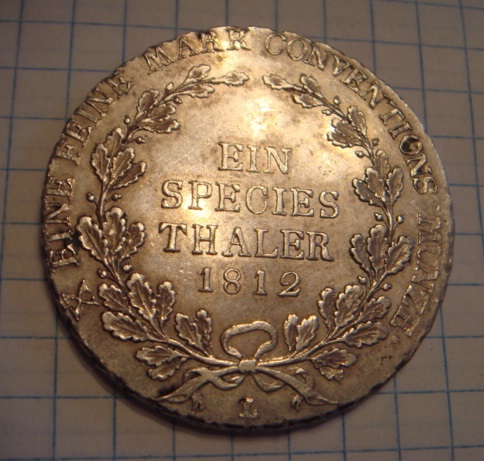 X EINE FEINE MARK CONVENTIONS MÜNZE.
EIN
SPECIES
THALER
1812
L